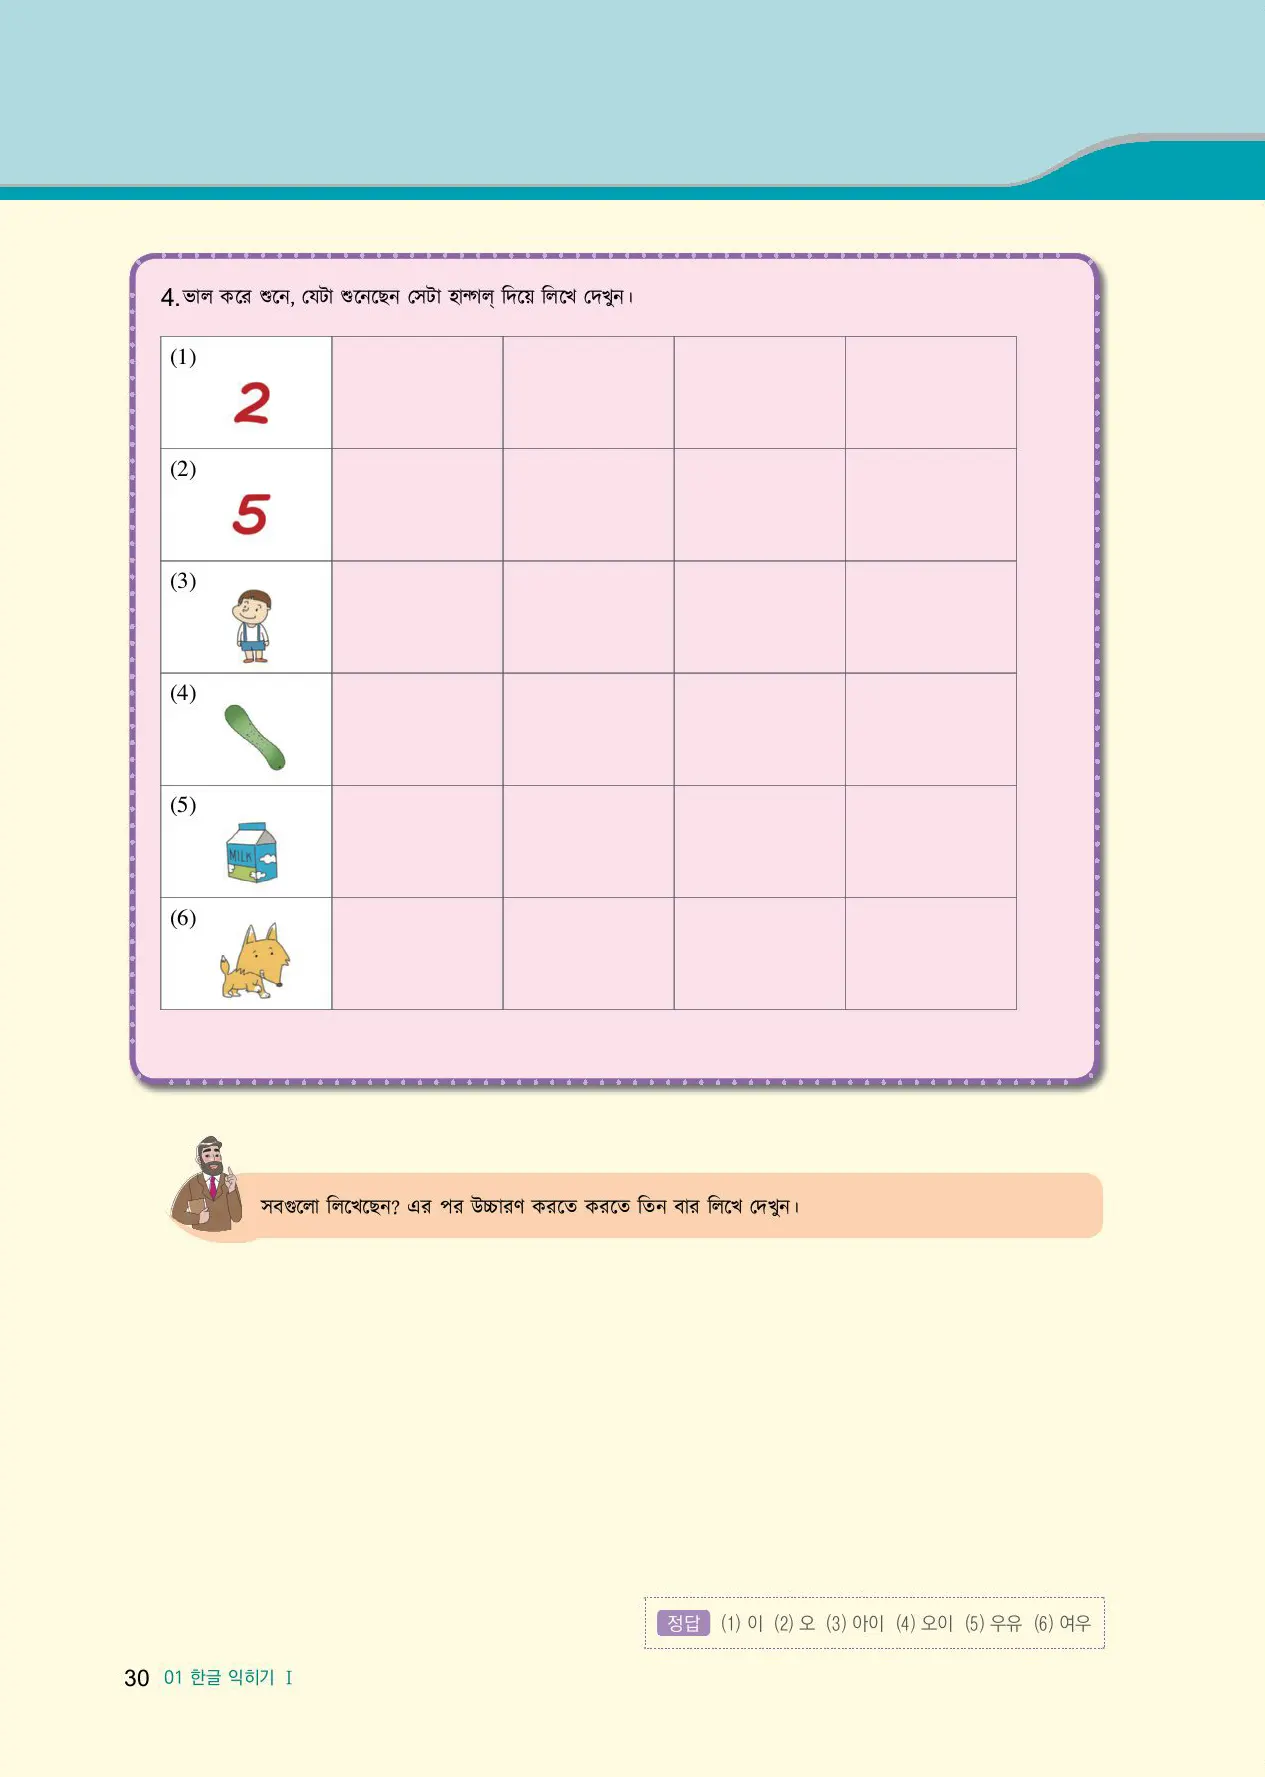 4. ভাল করে শুনে, যেটা শুনেছেন সেটা হানগল্ দিয়ে লিখে দেখুন।
(1)
2
(2)
5
(3)
(4)
(5)
MILK
(6)
সবগুলো লিখেছেন? এর পর উচ্চারণ করতে করতে তিন বার লিখে দেখুন।
정답 (1) 이 (2) 오 (3) 아이 (4) 오이 (5) 우유 (6) 여우
30 01 한글 익히기 I